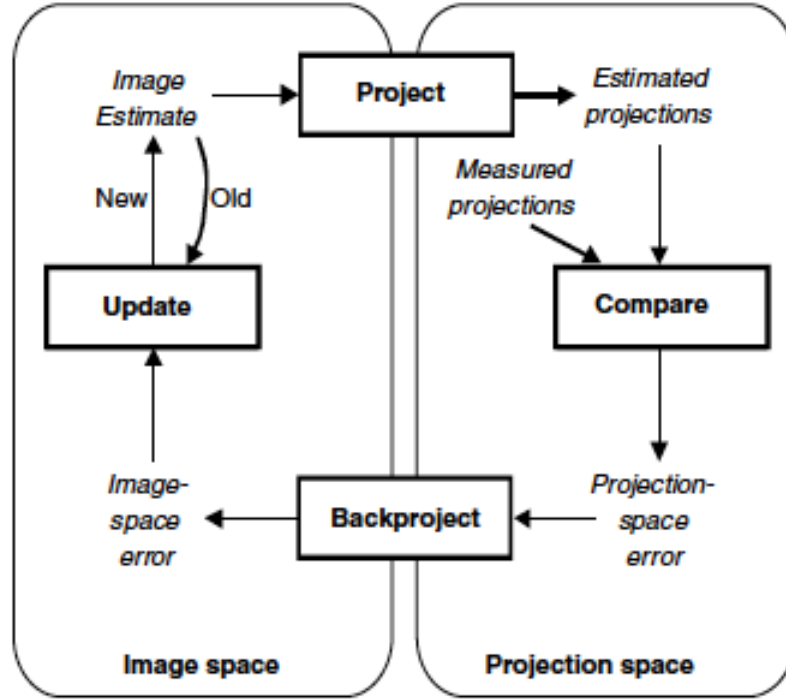 Image
Estimate
Project
Estimated
projections
Measured
projections
New
Old
Update
Compare
Image-
space
error
Backproject
Projection-
space
error
Image space
Projection space